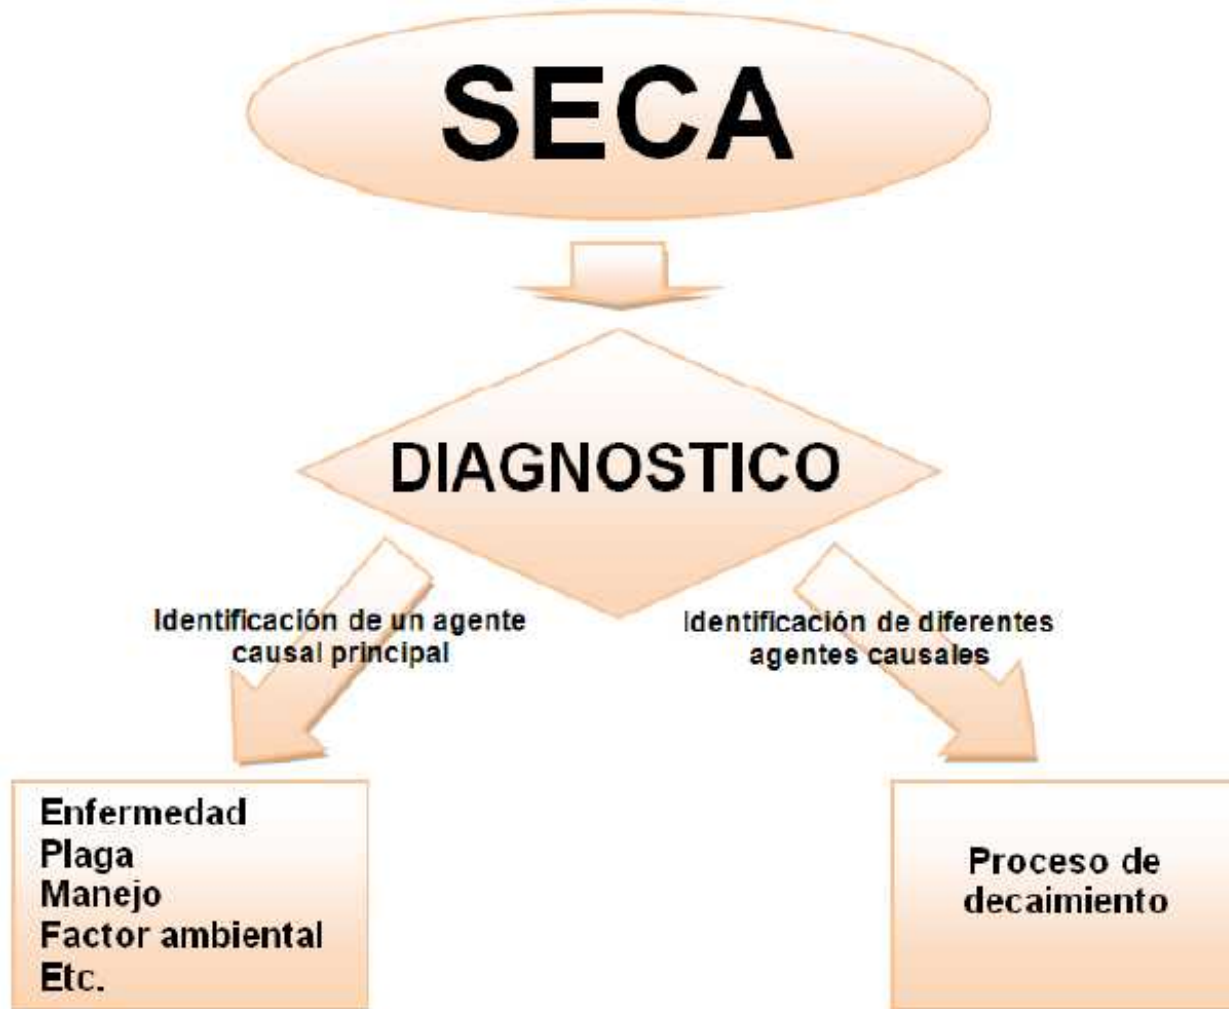 SECA
DIAGNOSTICO
Identificación de un agente
causal principal
Identificación de diferentes
agentes causales
Enfermedad
Plaga
Manejo
Factor ambiental
Etc.
Proceso de
decaimiento